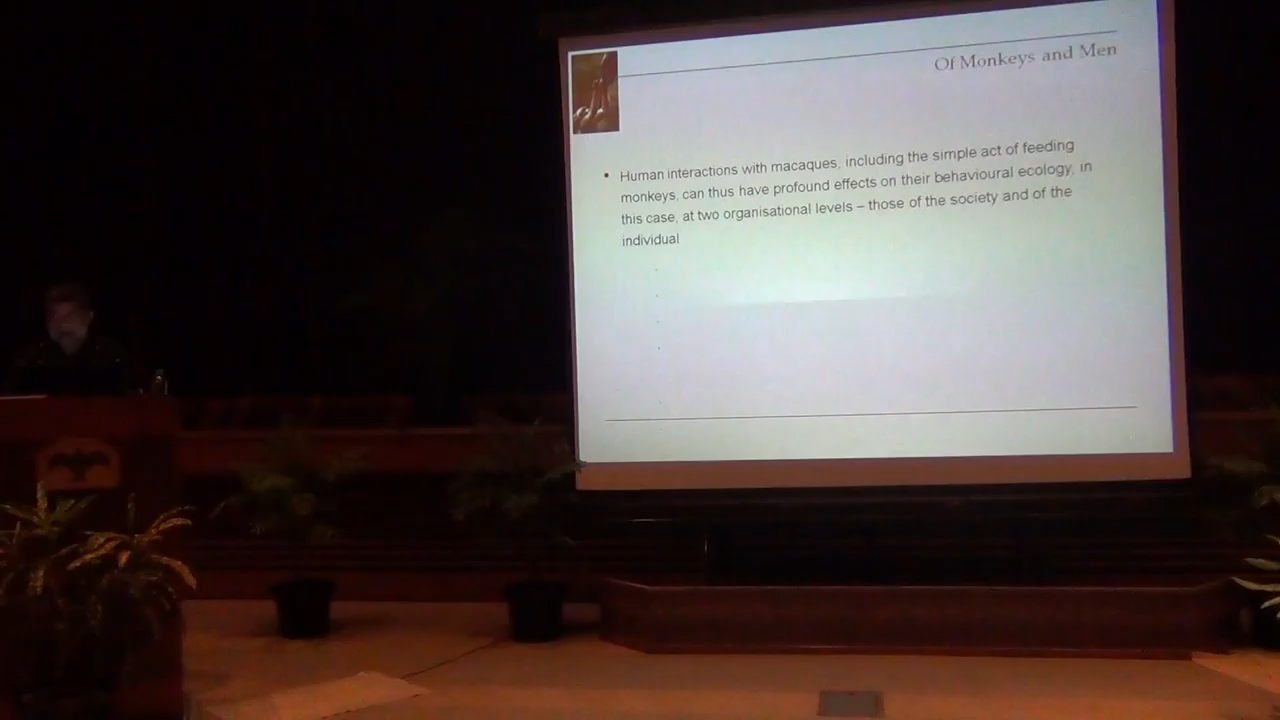 Of Monkeys and Men
• Human interactions with macaques, including the simple act of feeding
monkeys, can thus have profound effects on their behavioural ecology, in
this case, at two organisational levels – those of the society and of the
individual